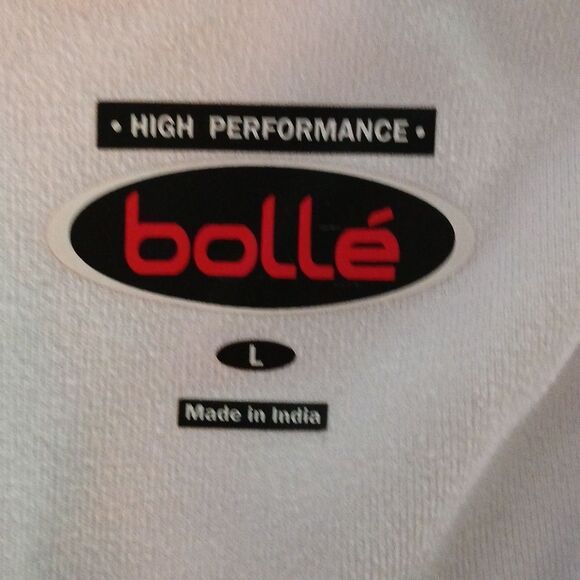 • HIGH PERFORMANCE •
bollé
L
Made in India